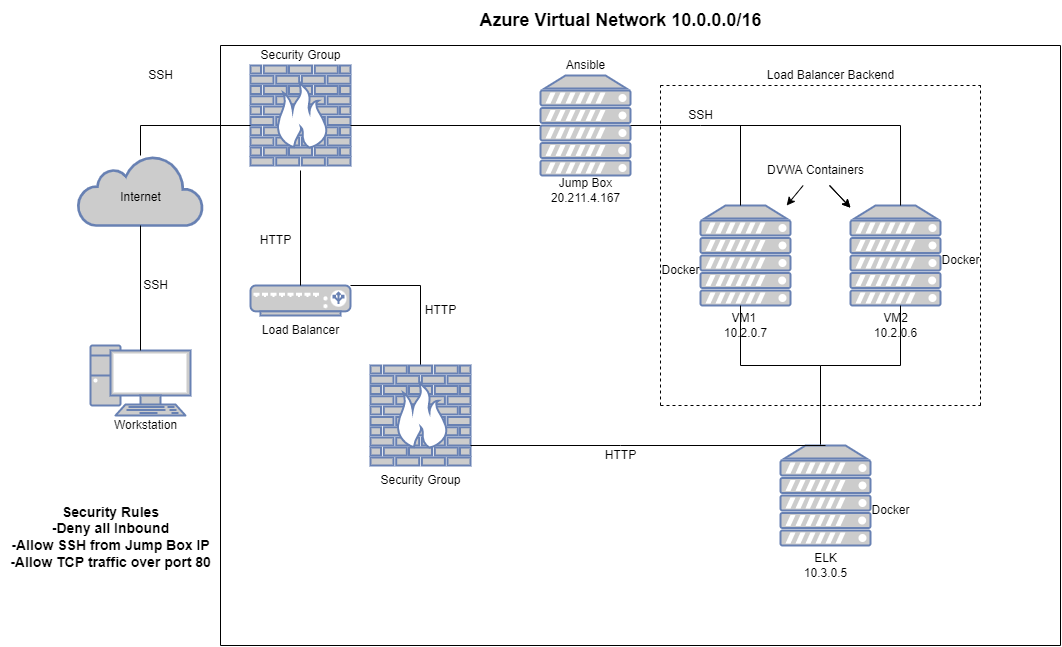 Azure Virtual Network 10.0.0.0/16
Security Group
SSH
Ansible
Load Balancer Backend
SSH
DVWA Containers
Jump Box
20.211.4.167
Internet
HTTP
Docker
Docker
SSH
HTTP
VM1
10.2.0.7
VM2
10.2.0.6
Load Balancer
Workstation
HTTP
Security Group
Docker
Security Rules
-Deny all Inbound
-Allow SSH from Jump Box IP
-Allow TCP traffic over port 80
ELK
10.3.0.5